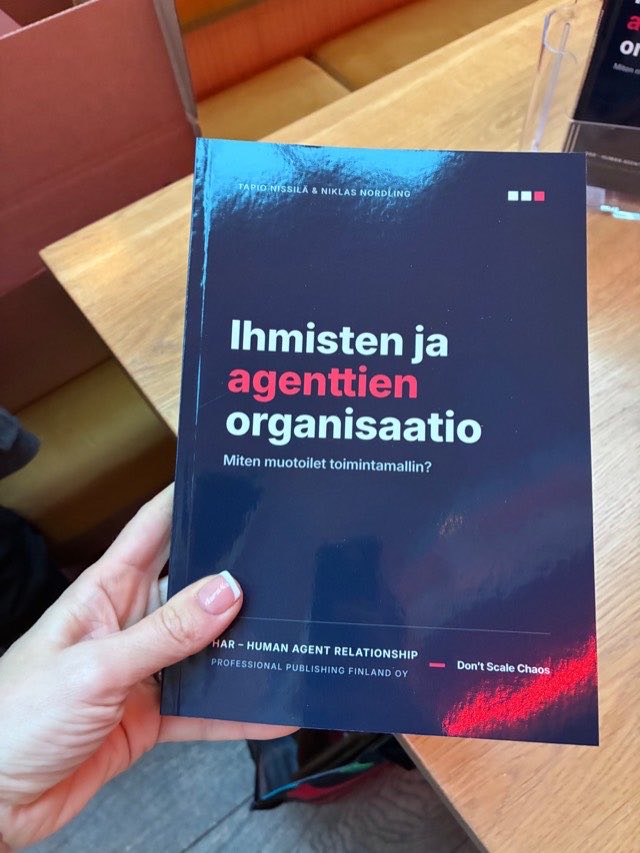 TAPIO NISSILÄ & NIKLAS NORDLING
Ihmisten ja
agenttien
organisaatio
Miten muotoilet toimintamallin?
HAR – HUMAN AGENT RELATIONSHIP
PROFESSIONAL PUBLISHING FINLAND OY
Don't Scale Chaos